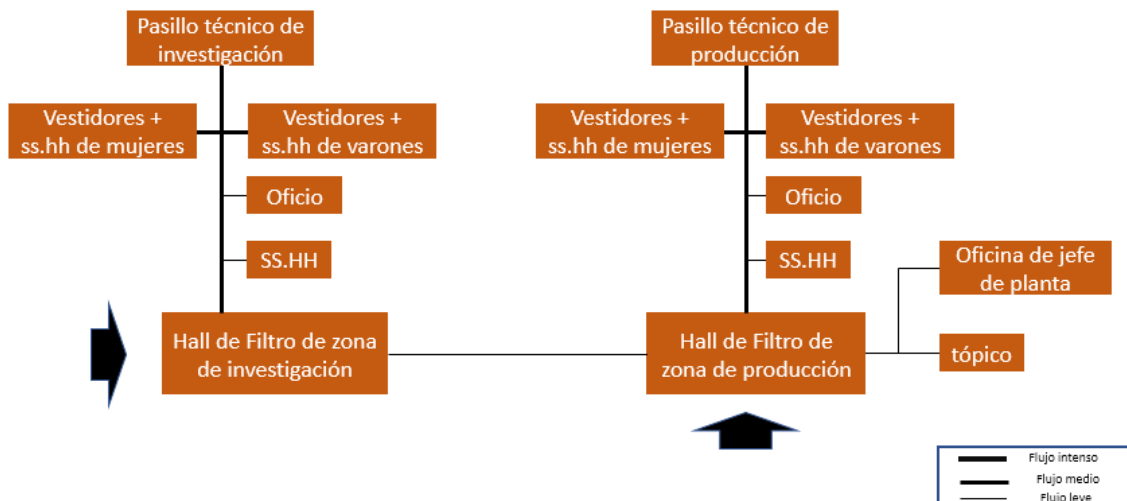 Pasillo técnico de
investigación
Pasillo técnico de
producción
Vestidores +
ss.hh de mujeres
Vestidores +
ss.hh de varones
Vestidores +
ss.hh de mujeres
Vestidores +
ss.hh de varones
Oficio
Oficio
SS.HH
SS.HH
Oficina de jefe
de planta
Hall de Filtro de zona
de investigación
Hall de Filtro de
zona de producción
tópico
Flujo intenso
Flujo medio
Flujo leve